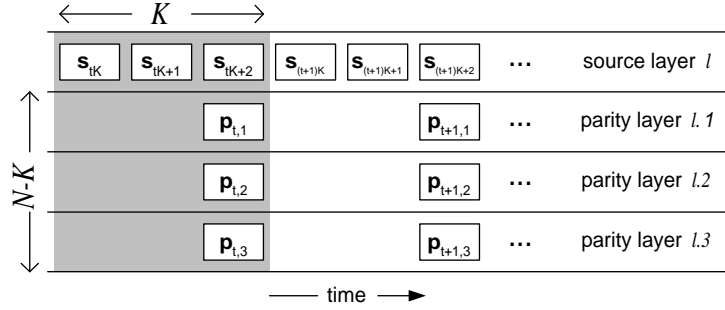 K
s_tK s_tK+1 s_tK+2 s_(t+1)K s_(t+1)K+1 s_(t+1)K+2 ... source layer l
N-K
p_t,1 p_t+1,1 ... parity layer l.1
p_t,2 p_t+1,2 ... parity layer l.2
p_t,3 p_t+1,3 ... parity layer l.3
time